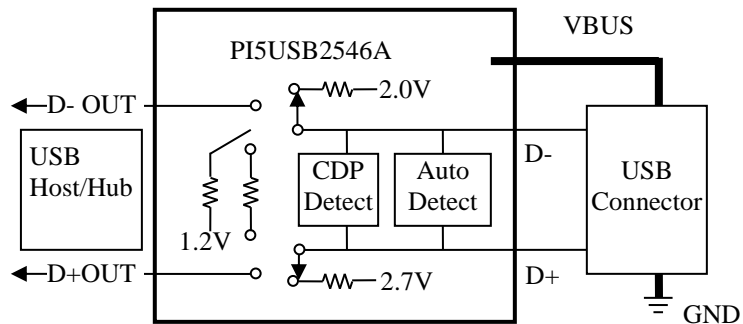 VBUS
PI5USB2546A
D- OUT
2.0V
USB
Host/Hub
D-
CDP
Detect
Auto
Detect
USB
Connector
1.2V
D+OUT
2.7V
D+
GND